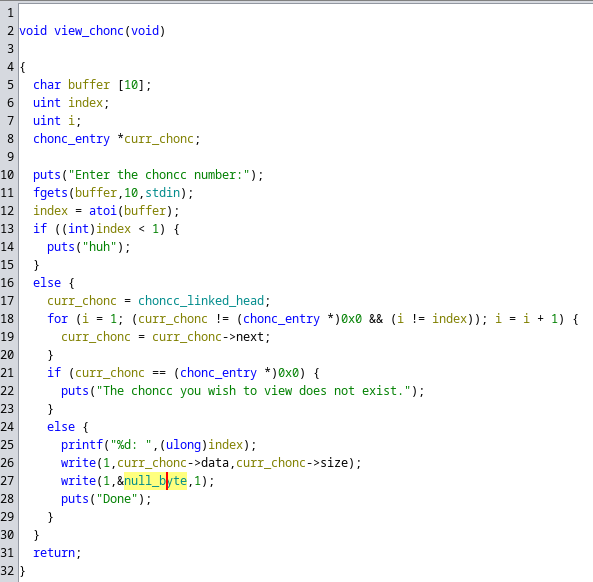 1
2 void view_chonc(void)
3
4 {
5 char buffer [10];
6 uint index;
7 uint i;
8 chonc_entry *curr_chonc;
9
10 puts("Enter the choncc number:");
11 fgets(buffer,10,stdin);
12 index = atoi(buffer);
13 if ((int)index < 1) {
14 puts("huh");
15 }
16 else {
17 curr_chonc = choncc_linked_head;
18 for (i = 1; (curr_chonc != (chonc_entry *)0x0 && (i != index)); i = i + 1) {
19 curr_chonc = curr_chonc->next;
20 }
21 if (curr_chonc == (chonc_entry *)0x0) {
22 puts("The choncc you wish to view does not exist.");
23 }
24 else {
25 printf("%d: ",(ulong)index);
26 write(1,curr_chonc->data,curr_chonc->size);
27 write(1,&null_byte,1);
28 puts("Done");
29 }
30 }
31 return;
32 }